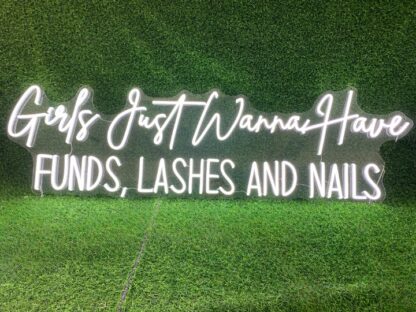 Girls Just Wanna Have
FUNDS, LASHES AND NAILS